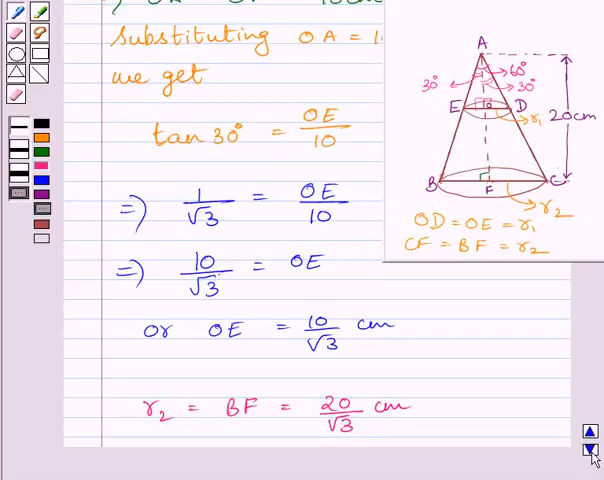 substituting OA = 1
we get
tan 30° = OE/10
⇒) 1/√3 = OE/10
⇒) 10/√3 = OE
or OE = 10/√3 cm
r₂ = BF = 20/√3 cm
A
60°
30°
30°
E
O
D
r₁
20cm
B
F
C
r₂
OD = OE = r₁
CF = BF = r₂